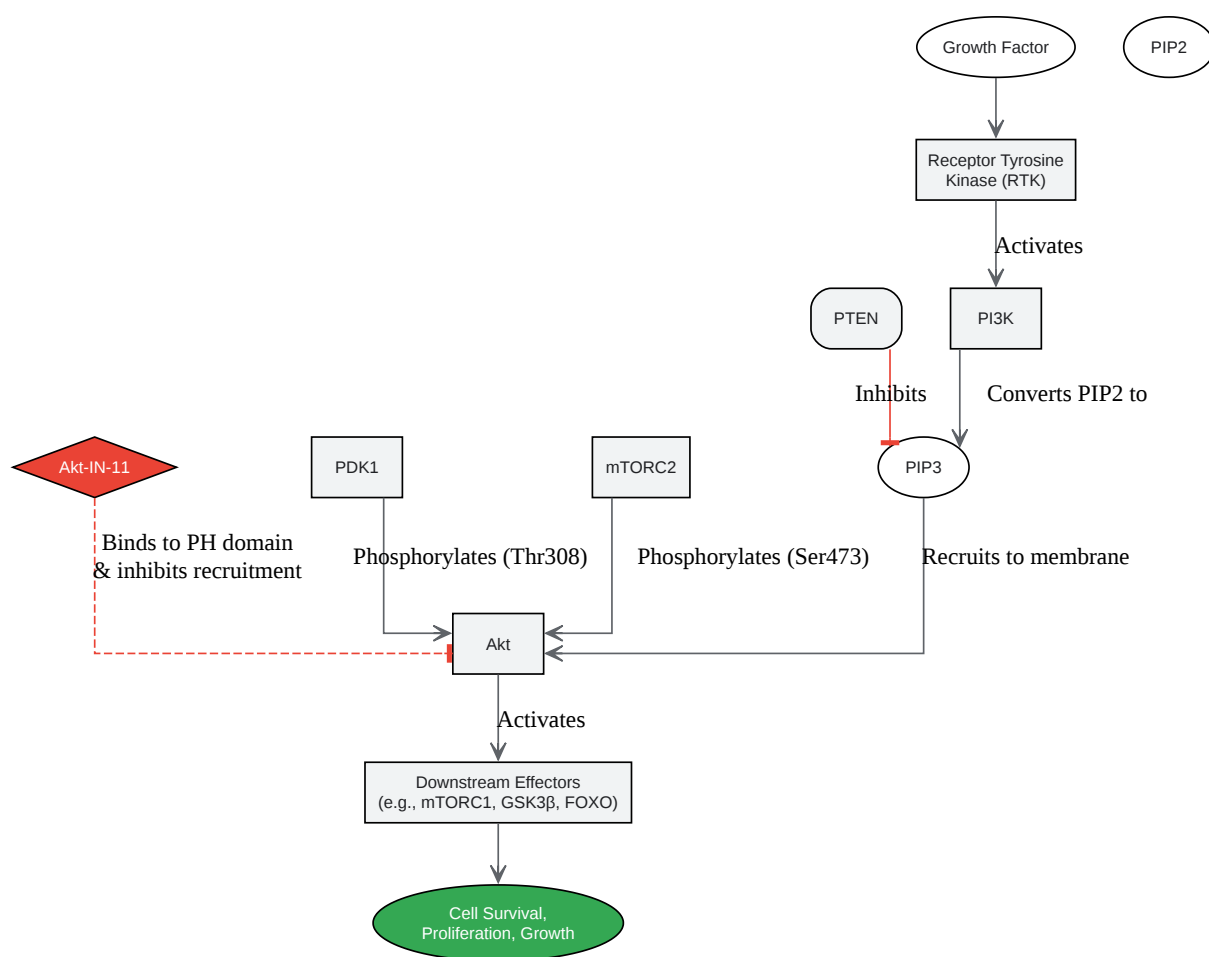 Growth Factor
PIP2
Receptor Tyrosine
Kinase (RTK)
Activates
PTEN
PI3K
Inhibits
Converts PIP2 to
Akt-IN-11
PDK1
mTORC2
PIP3
Binds to PH domain
& inhibits recruitment
Phosphorylates (Thr308)
Phosphorylates (Ser473)
Recruits to membrane
Akt
Activates
Downstream Effectors
(e.g., mTORC1, GSK3β, FOXO)
Cell Survival,
Proliferation, Growth